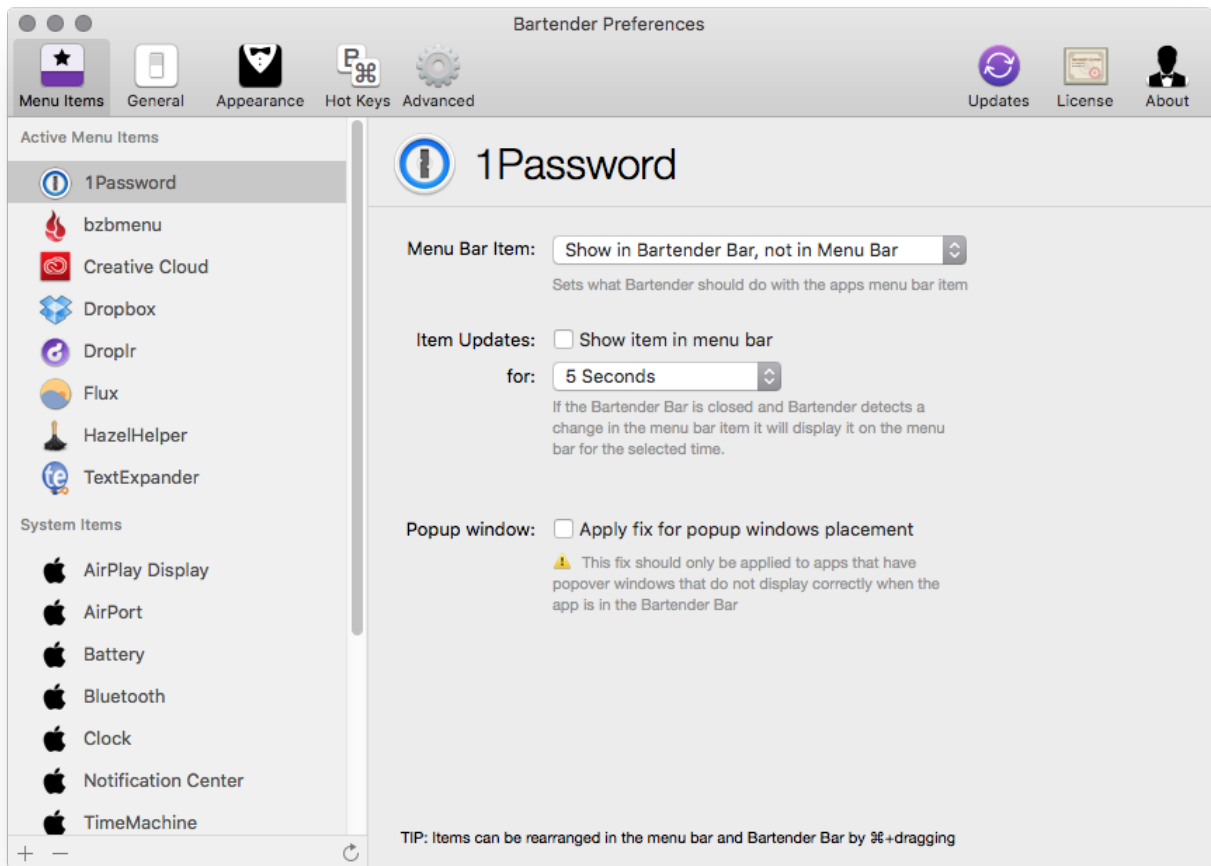 Bartender Preferences
Menu Items
General
Appearance
Hot Keys
Advanced
Updates
License
About
Active Menu Items
1Password
bzbmenu
Creative Cloud
Dropbox
Droplr
Flux
HazelHelper
TextExpander
System Items
AirPlay Display
AirPort
Battery
Bluetooth
Clock
Notification Center
TimeMachine
1Password
Menu Bar Item: Show in Bartender Bar, not in Menu Bar
Sets what Bartender should do with the apps menu bar item
Item Updates: Show item in menu bar
for: 5 Seconds
If the Bartender Bar is closed and Bartender detects a
change in the menu bar item it will display it on the menu
bar for the selected time.
Popup window: Apply fix for popup windows placement
This fix should only be applied to apps that have
popover windows that do not display correctly when the
app is in the Bartender Bar
TIP: Items can be rearranged in the menu bar and Bartender Bar by ⌘+dragging